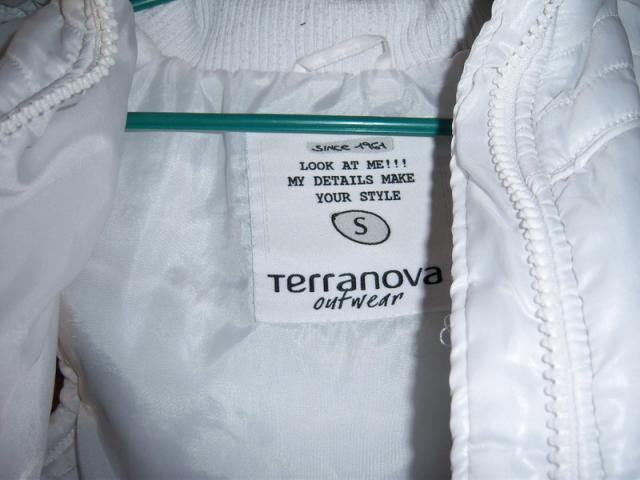 SINCE 1961
LOOK AT ME!!!
MY DETAILS MAKE
YOUR STYLE
S
Terranova
outwear